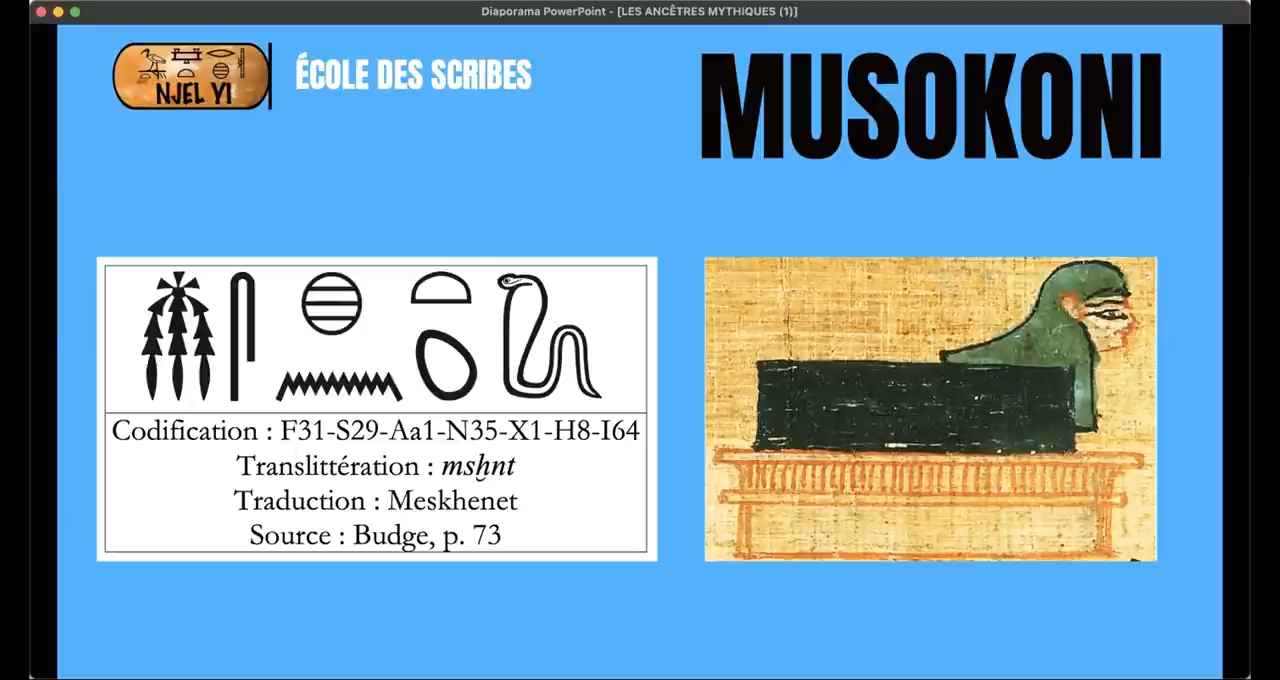 Diaporama PowerPoint - [LES ANCÊTRES MYTHIQUES (1)]
NJEL YI
ÉCOLE DES SCRIBES
MUSOKONI
Codification : F31-S29-Aa1-N35-X1-H8-I64
Translittération : msḫnt
Traduction : Meskhenet
Source : Budge, p. 73